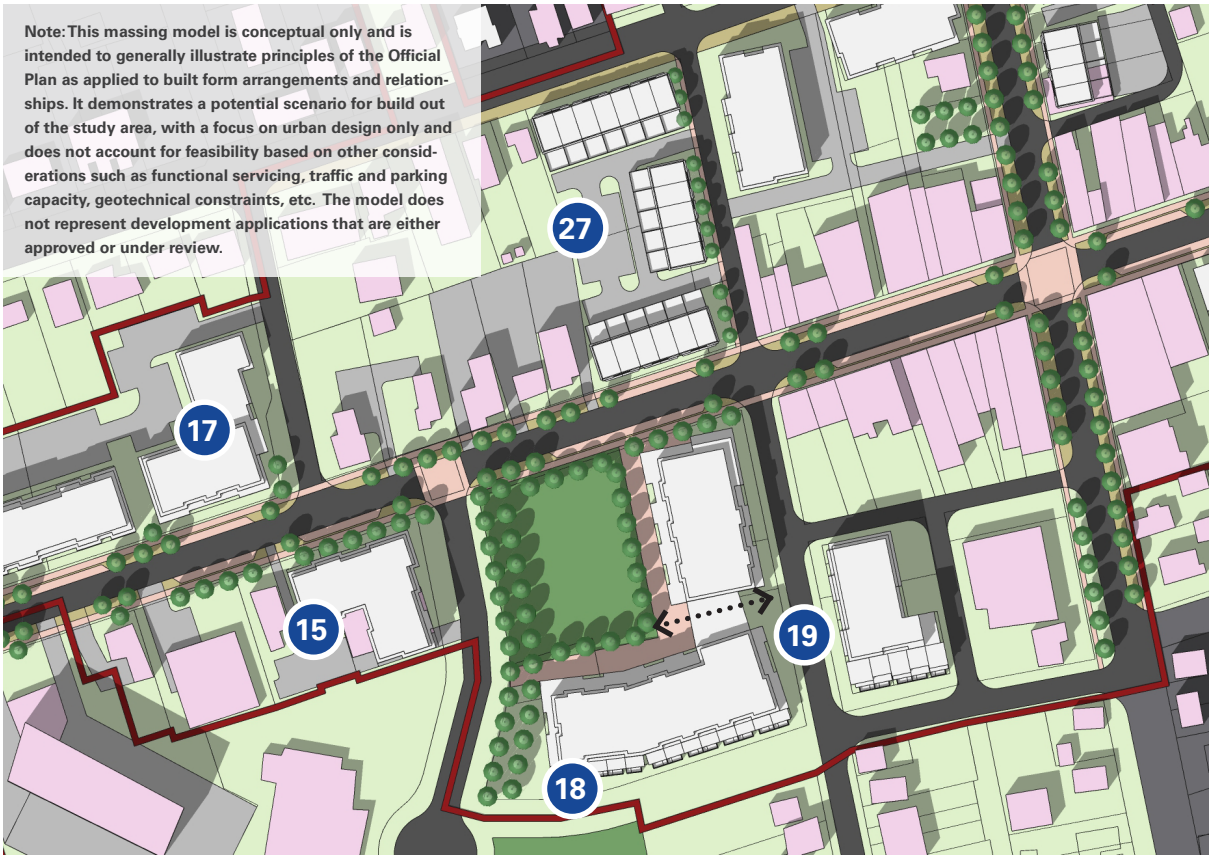 Note: This massing model is conceptual only and is
intended to generally illustrate principles of the Official
Plan as applied to built form arrangements and relation-
ships. It demonstrates a potential scenario for build out
of the study area, with a focus on urban design only and
does not account for feasibility based on other consid-
erations such as functional servicing, traffic and parking
capacity, geotechnical constraints, etc. The model does
not represent development applications that are either
approved or under review.
27
17
15
19
18